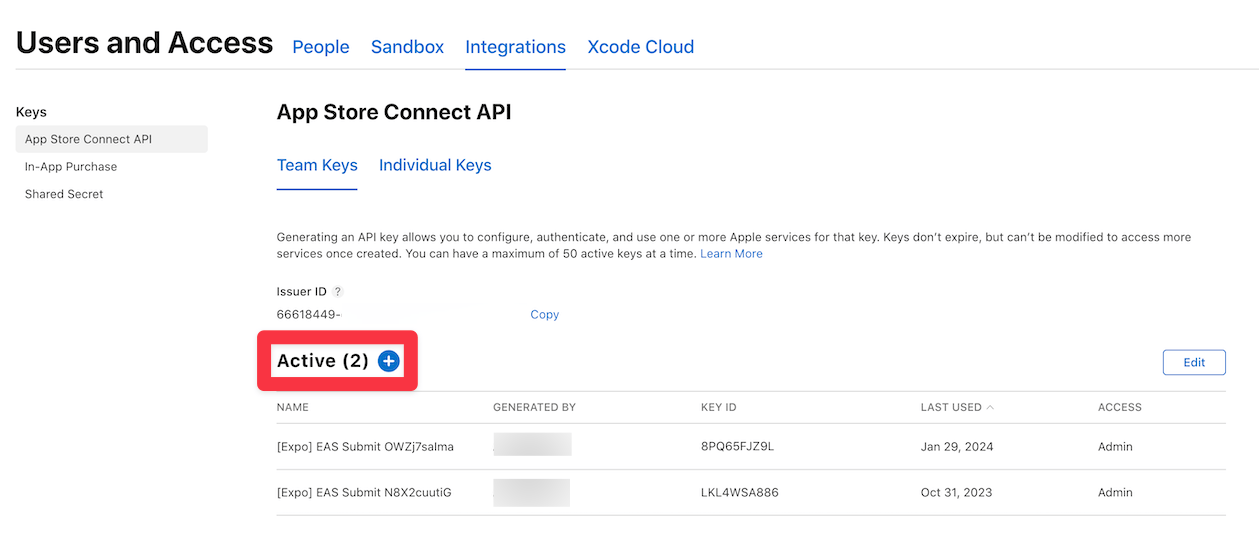 Users and Access People Sandbox Integrations Xcode Cloud
Keys
App Store Connect API
In-App Purchase
Shared Secret
App Store Connect API
Team Keys Individual Keys
Generating an API key allows you to configure, authenticate, and use one or more Apple services for that key. Keys don’t expire, but can’t be modified to access more
services once created. You can have a maximum of 50 active keys at a time. Learn More
Issuer ID ?
66618449- Copy
Active (2) +
Edit
NAME GENERATED BY KEY ID LAST USED ACCESS
[Expo] EAS Submit OWZj7salma 8PQ65FJZ9L Jan 29, 2024 Admin
[Expo] EAS Submit N8X2cuutiG LKL4WSA886 Oct 31, 2023 Admin